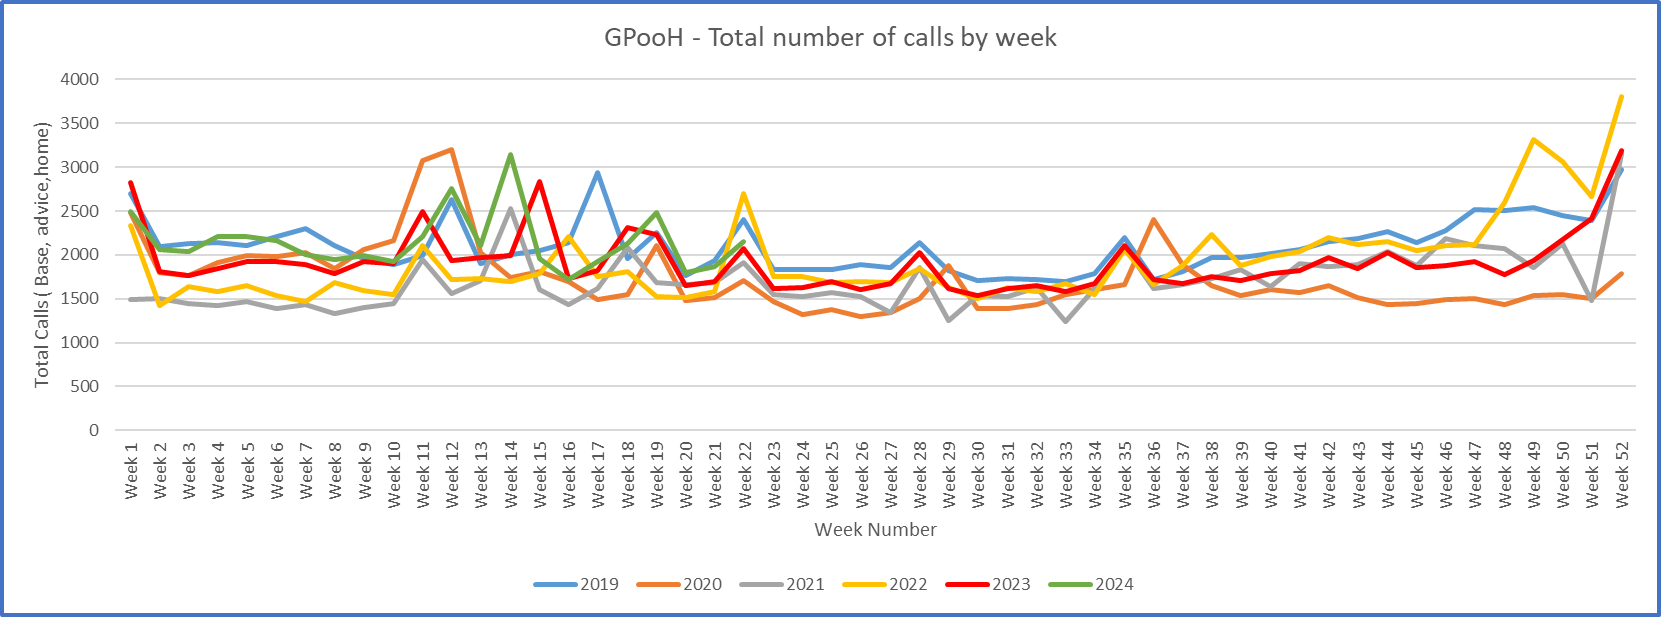 GPooH - Total number of calls by week
Total Calls ( Base, advice,home)
4000
3500
3000
2500
2000
1500
1000
500
0
Week 1
Week 2
Week 3
Week 4
Week 5
Week 6
Week 7
Week 8
Week 9
Week 10
Week 11
Week 12
Week 13
Week 14
Week 15
Week 16
Week 17
Week 18
Week 19
Week 20
Week 21
Week 22
Week 23
Week 24
Week 25
Week 26
Week 27
Week 28
Week 29
Week 30
Week 31
Week 32
Week 33
Week 34
Week 35
Week 36
Week 37
Week 38
Week 39
Week 40
Week 41
Week 42
Week 43
Week 44
Week 45
Week 46
Week 47
Week 48
Week 49
Week 50
Week 51
Week 52
Week Number
2019 2020 2021 2022 2023 2024